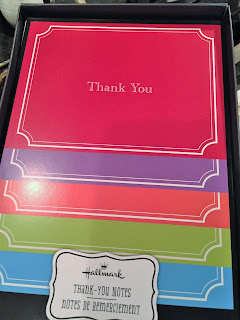 Thank You
Hallmark
THANK-YOU NOTES
NOTES DE REMERCIEMENT